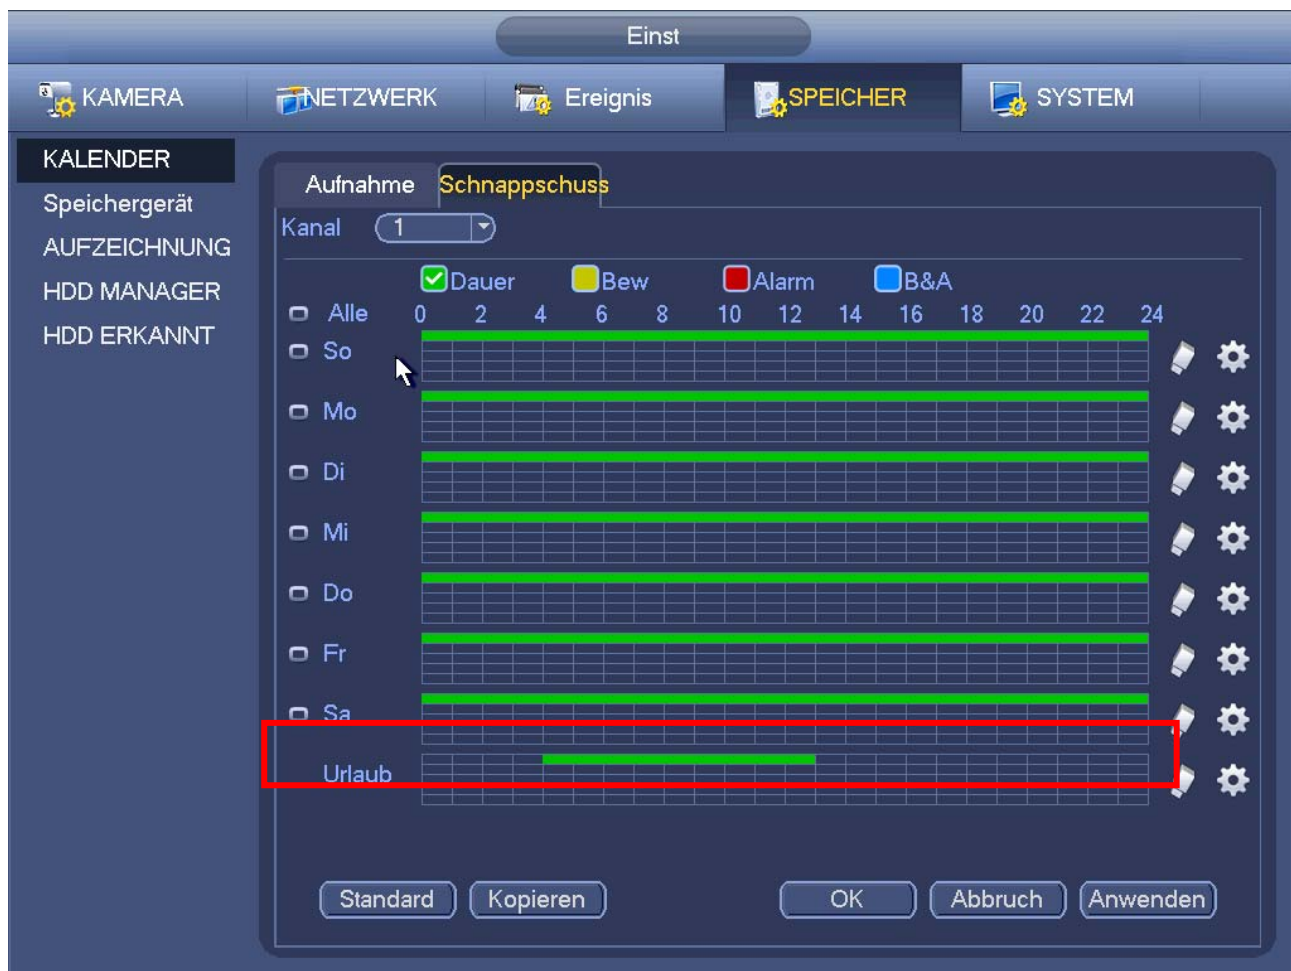 Einst
KAMERA NETZWERK Ereignis SPEICHER SYSTEM
KALENDER
Speichergerät
AUFZEICHNUNG
HDD MANAGER
HDD ERKANNT
Aufnahme Schnappschuss
Kanal 1
Dauer Bew Alarm B&A
Alle 0 2 4 6 8 10 12 14 16 18 20 22 24
So
Mo
Di
Mi
Do
Fr
Sa
Urlaub
Standard Kopieren OK Abbruch Anwenden